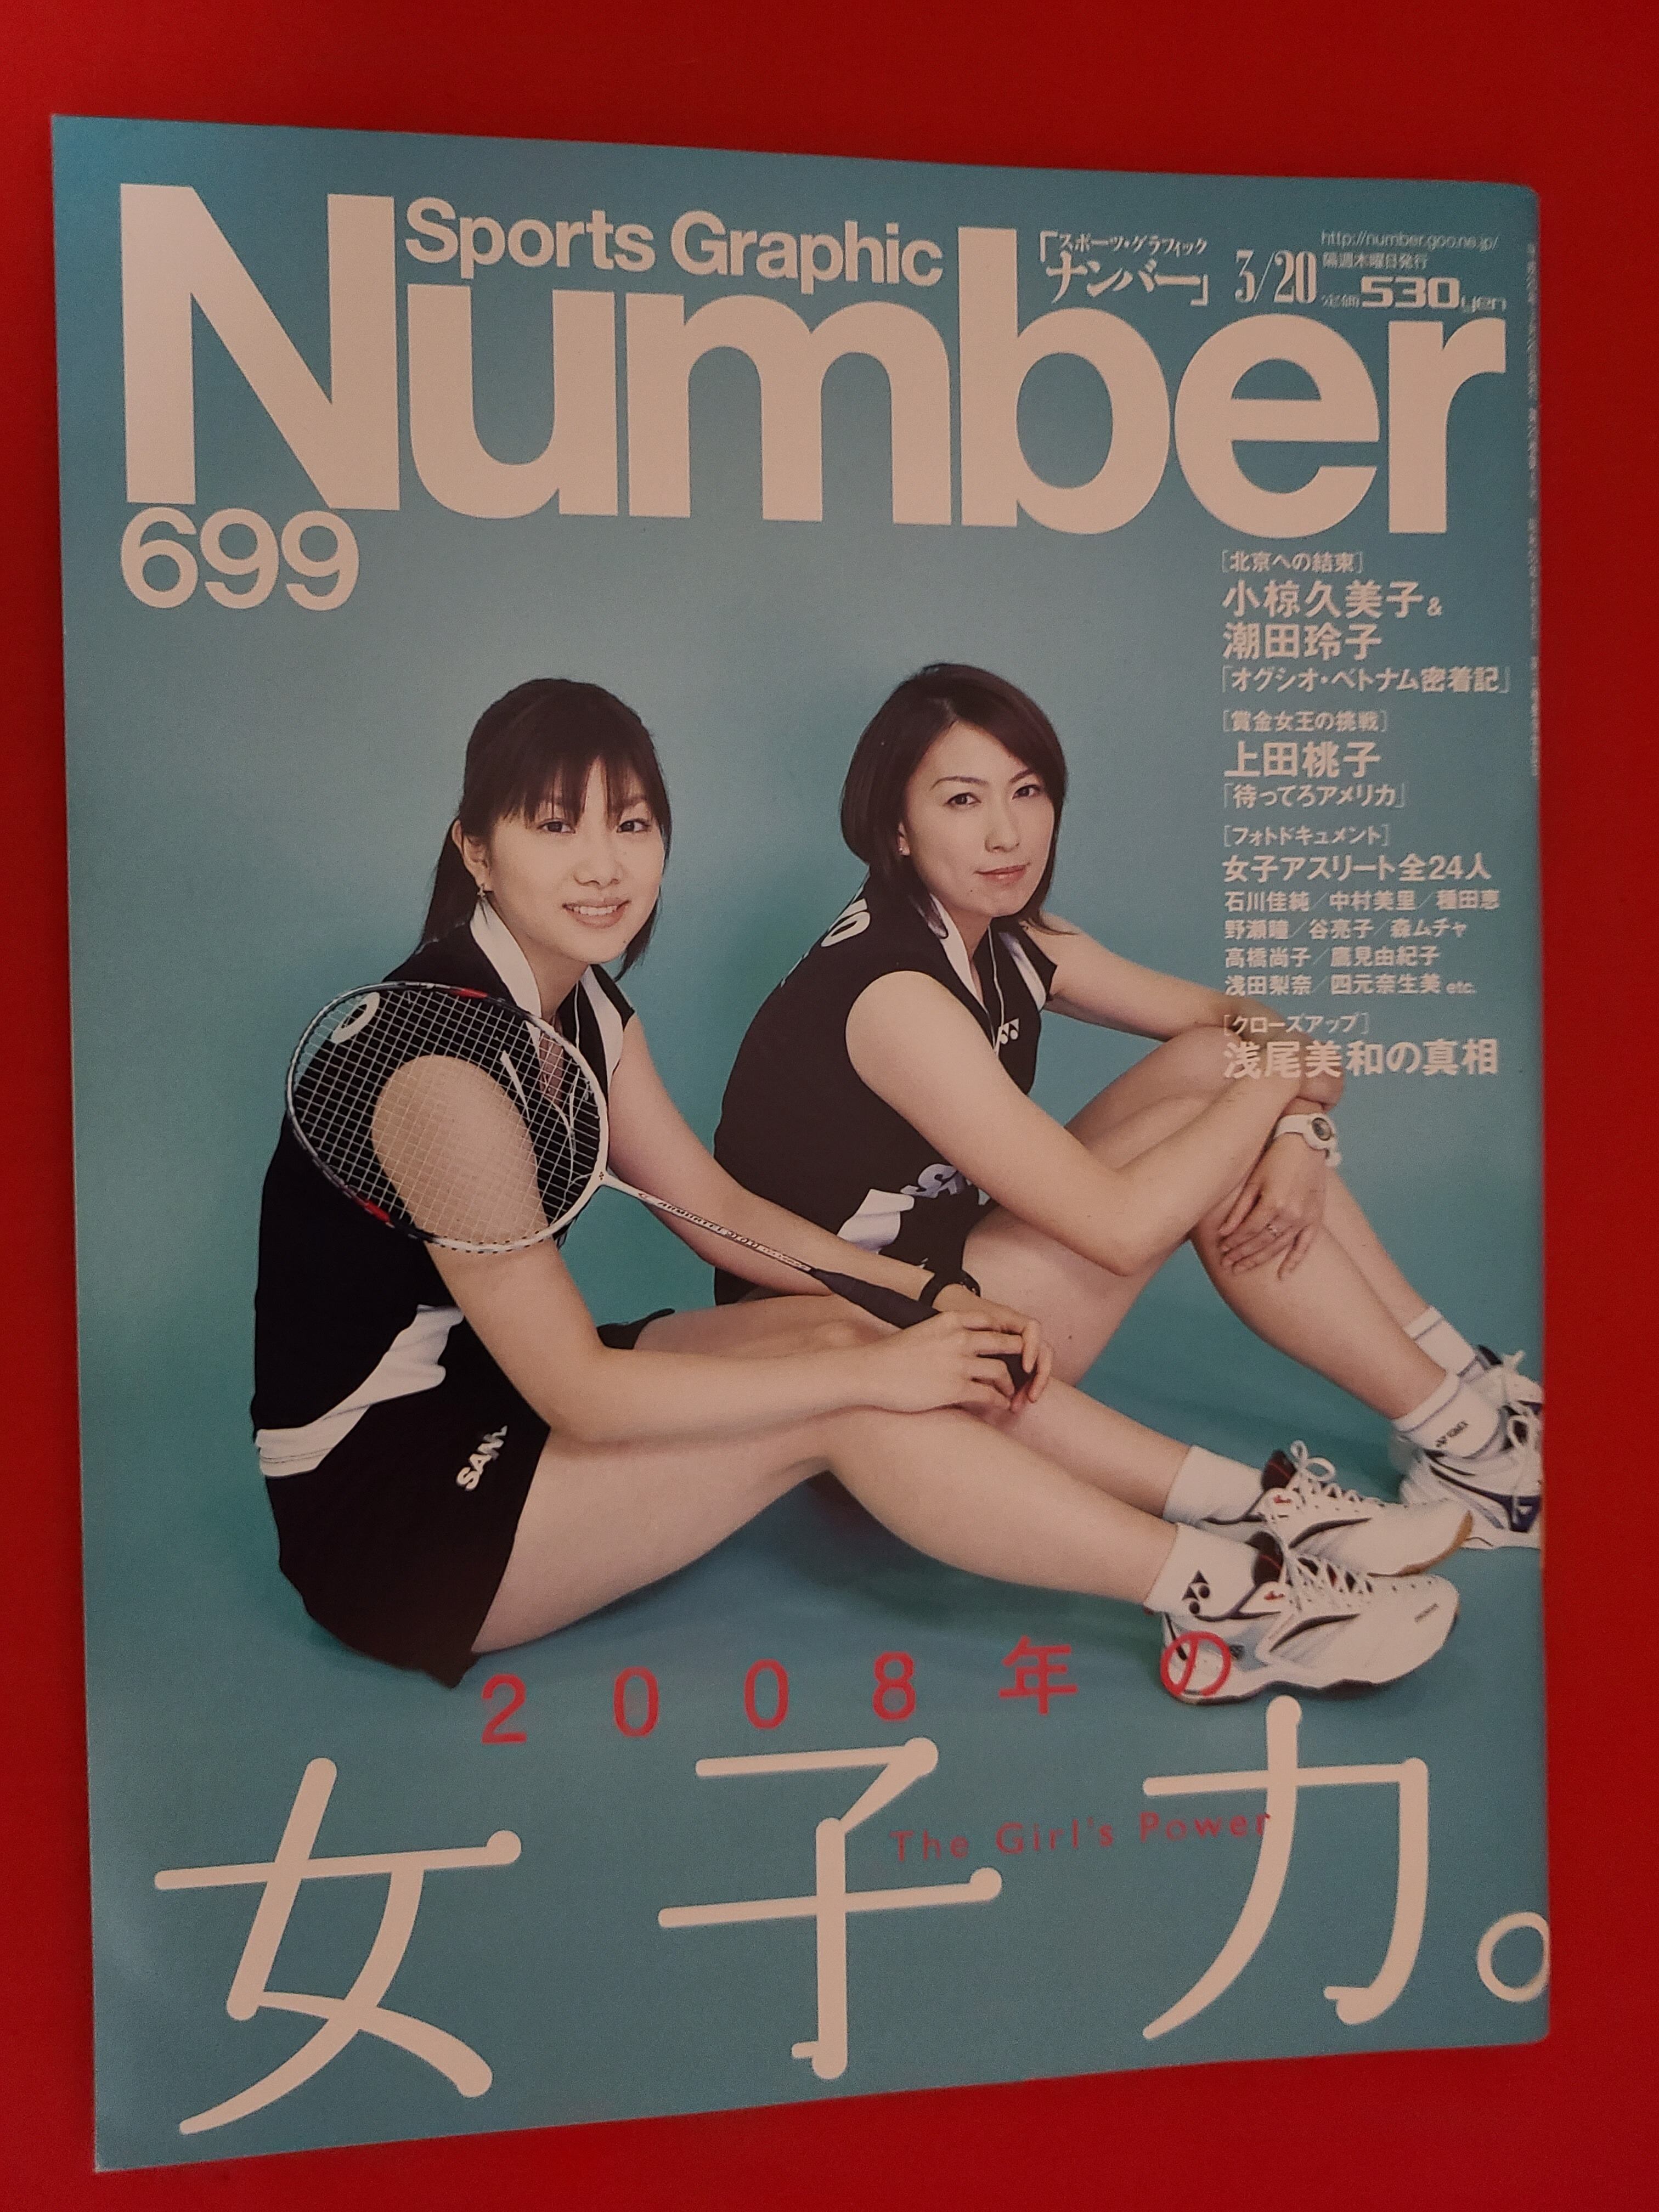 Sports Graphic
Number
「スポーツ・グラフィック
ナンバー」
3/20
http://number.goo.ne.jp/
隔週木曜日発行
定価530yen
699
[北京への結束]
小椋久美子&
潮田玲子
「オグシオ・ベトナム密着記」
[賞金女王の挑戦]
上田桃子
「待ってろアメリカ」
[フォトドキュメント]
女子アスリート全24人
石川佳純/中村美里/種田恵
野瀬瞳/谷亮子/森ムチャ
高橋尚子/鷹見由紀子
浅田梨奈/四元奈生美 etc.
[クローズアップ]
浅尾美和の真相
YONEX
2008年の
女子力。
The Girl's Power